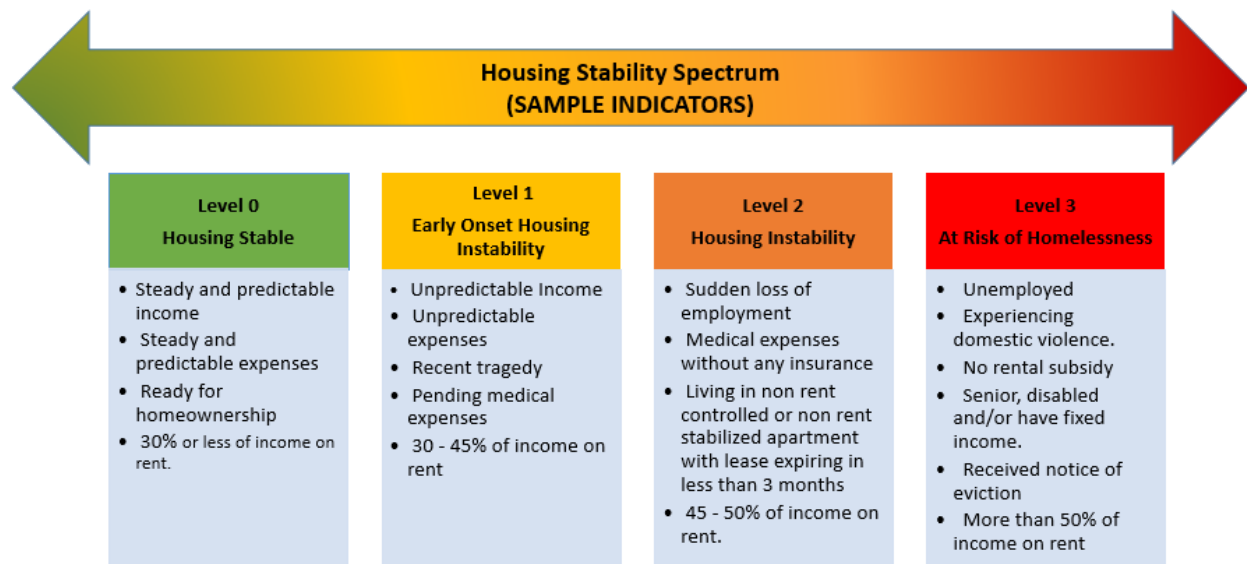 Housing Stability Spectrum
(SAMPLE INDICATORS)
Level 0
Housing Stable
• Steady and predictable
income
• Steady and
predictable expenses
• Ready for
homeownership
• 30% or less of income on
rent.
Level 1
Early Onset Housing
Instability
• Unpredictable Income
• Unpredictable
expenses
• Recent tragedy
• Pending medical
expenses
• 30 - 45% of income on
rent
Level 2
Housing Instability
• Sudden loss of
employment
• Medical expenses
without any insurance
• Living in non rent
controlled or non rent
stabilized apartment
with lease expiring in
less than 3 months
• 45 - 50% of income on
rent.
Level 3
At Risk of Homelessness
• Unemployed
• Experiencing
domestic violence.
• No rental subsidy
• Senior, disabled
and/or have fixed
income.
• Received notice of
eviction
• More than 50% of
income on rent